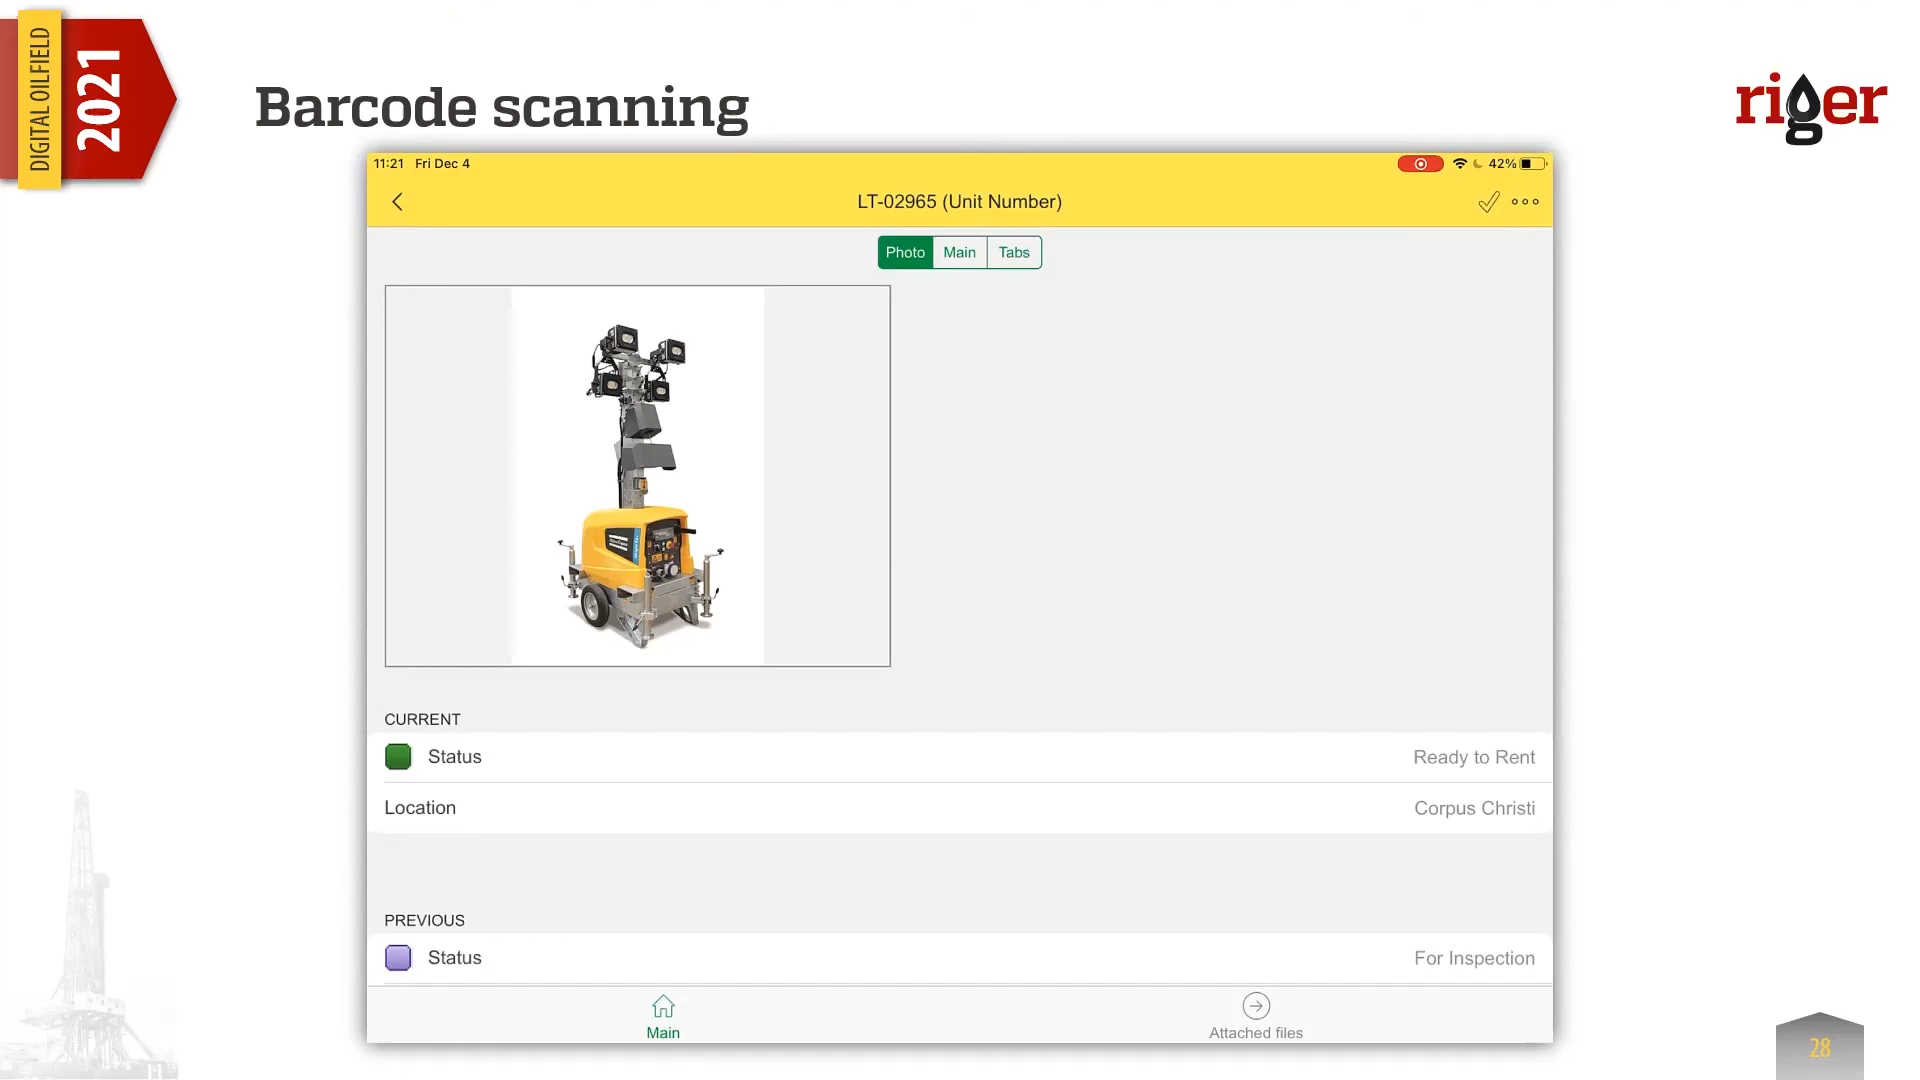 DIGITAL OILFIELD
2021
Barcode scanning
riger
11:21 Fri Dec 4
42%
LT-02965 (Unit Number)
Photo Main Tabs
CURRENT
Status Ready to Rent
Location Corpus Christi
PREVIOUS
Status For Inspection
Main Attached files
28